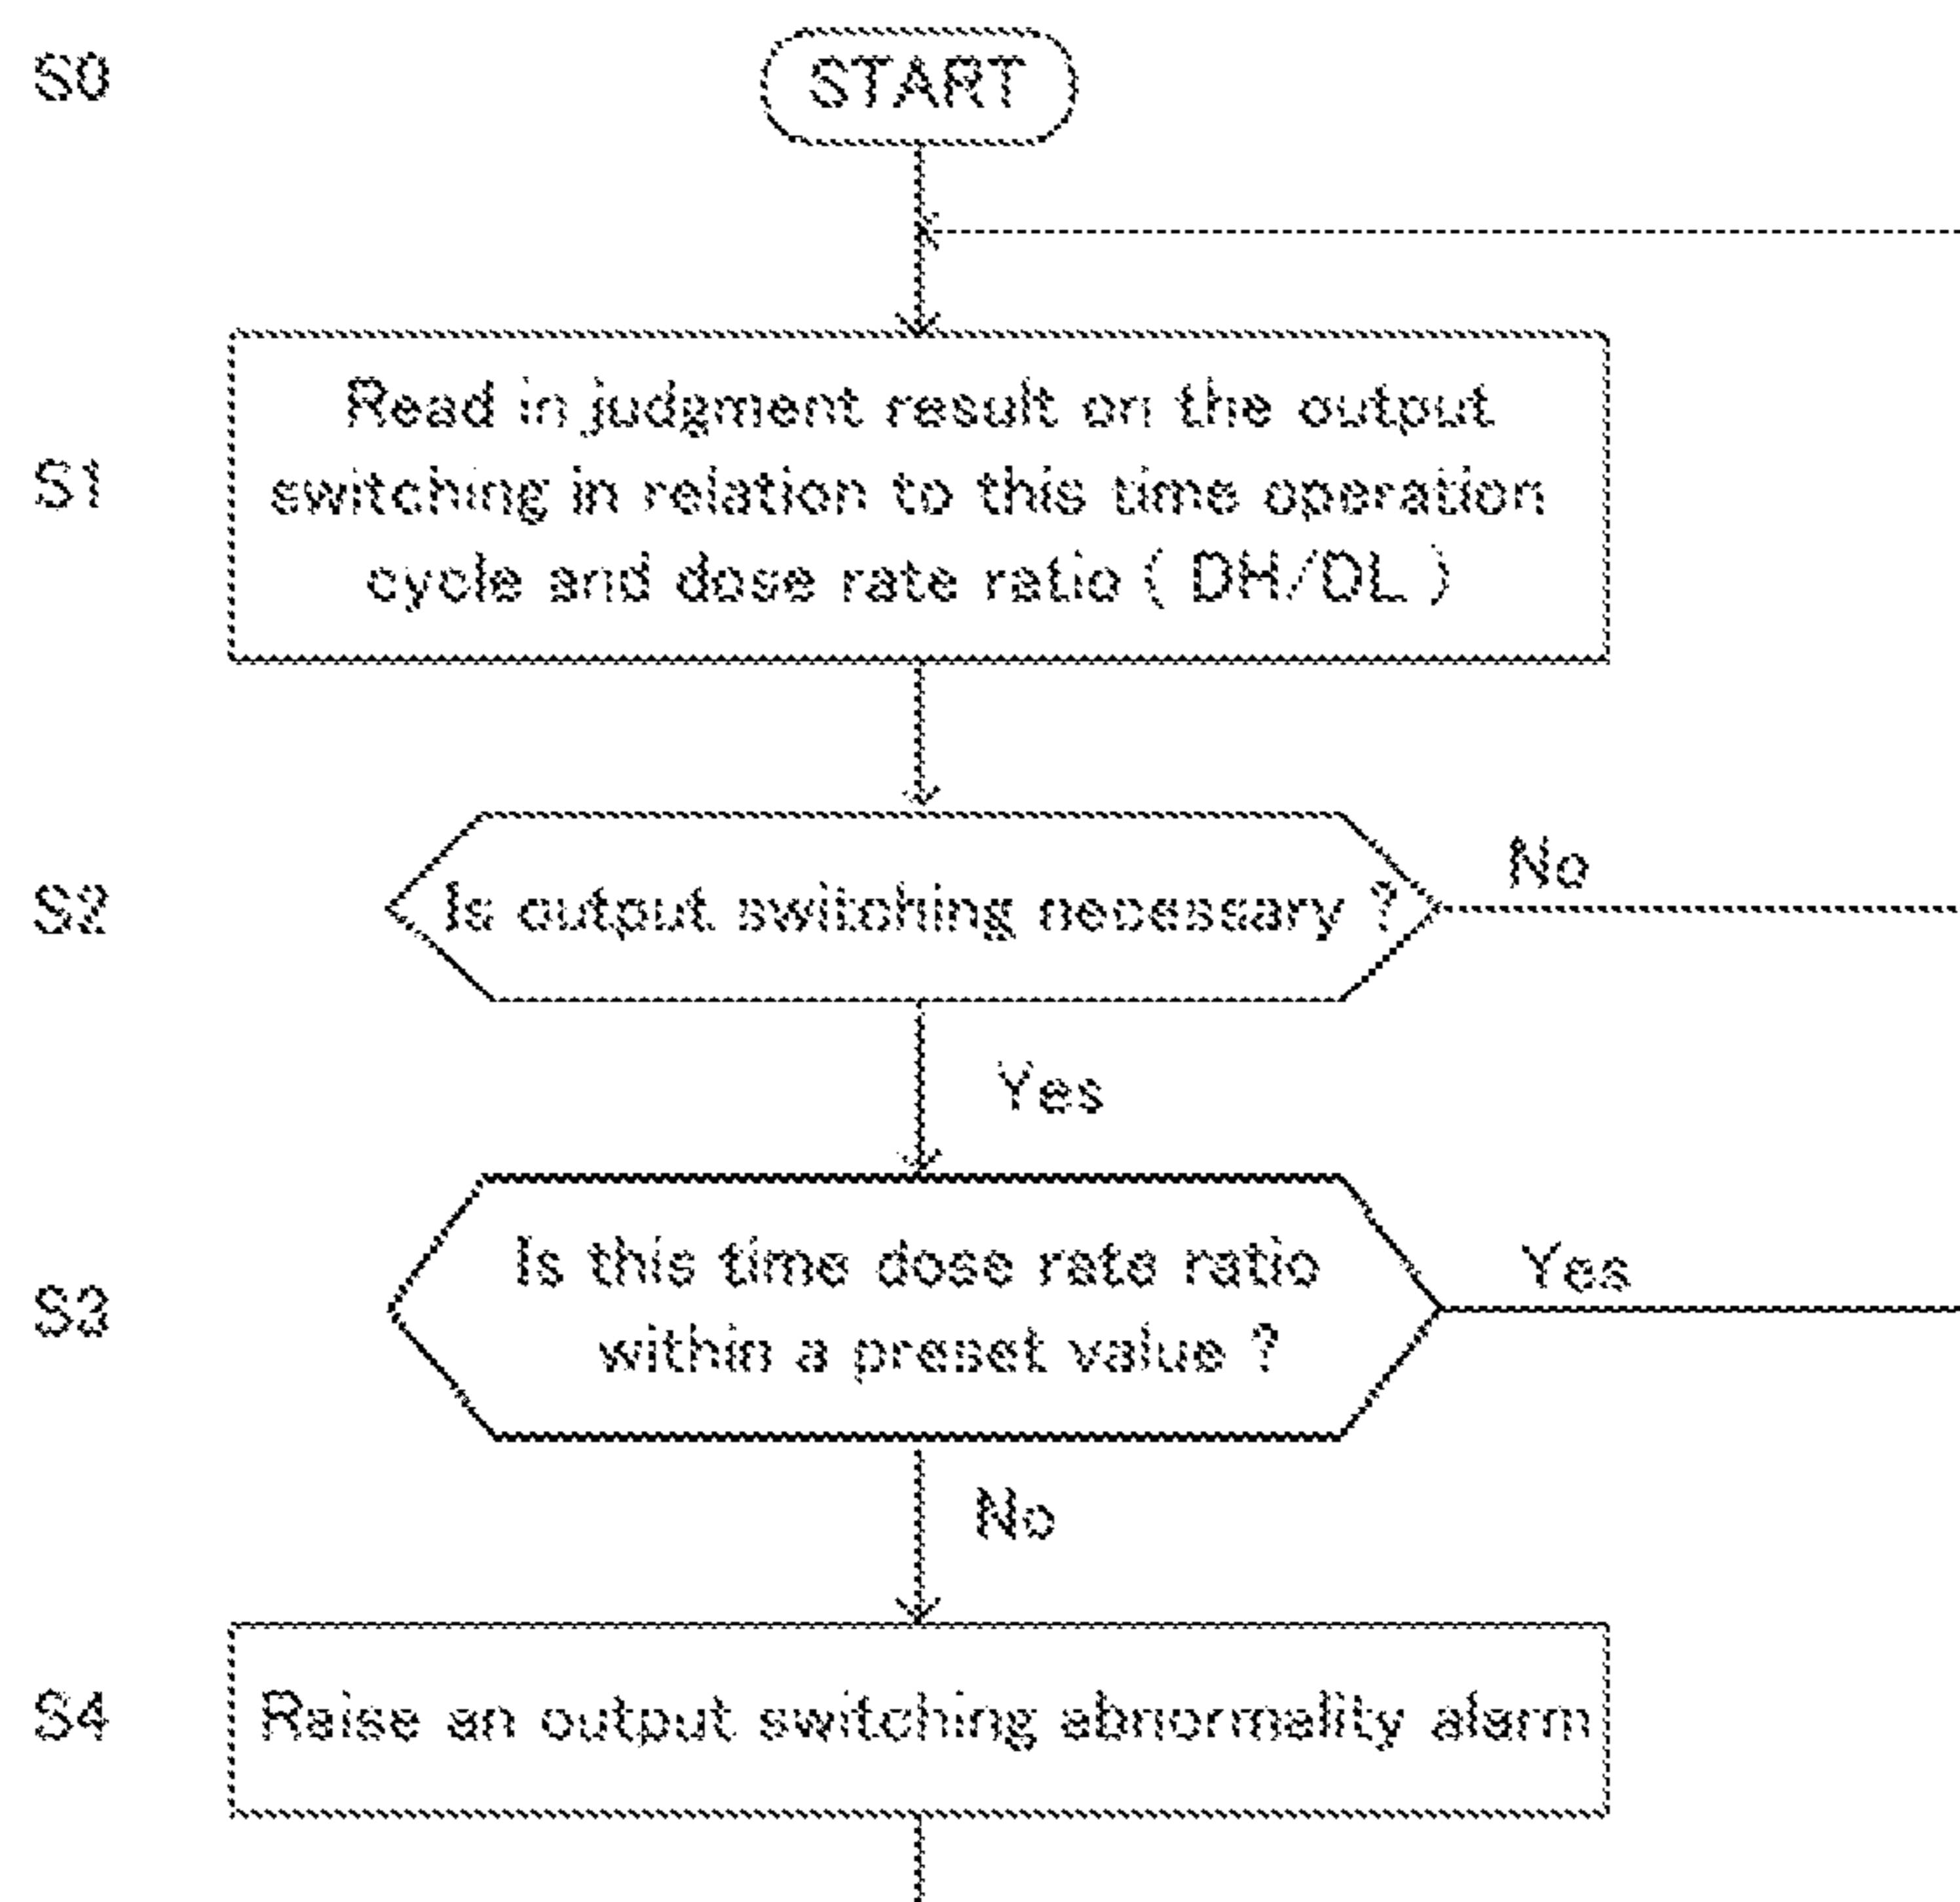 S0
START
Read in judgment result on the output
S1
switching in relation to this time operation
cycle and dose rate ratio ( DH/DL )
S2
Is output switching necessary ?
No
Yes
S3
Is this time dose rate ratio
within a preset value ?
Yes
No
S4
Raise an output switching abnormality alarm